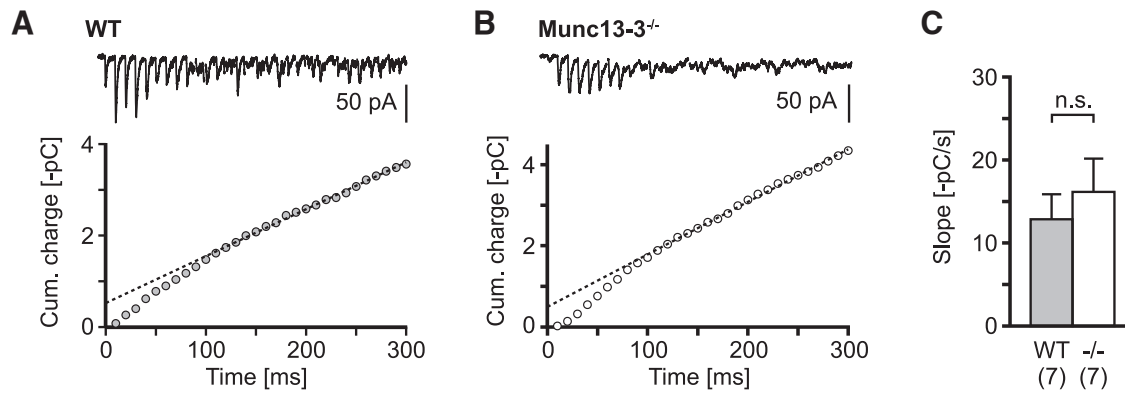 A
WT
50 pA
Cum. charge [-pC]
4
2
0
0 100 200 300
Time [ms]
B
Munc13-3-/-
50 pA
Cum. charge [-pC]
4
2
0
0 100 200 300
Time [ms]
C
Slope [-pC/s]
30
20
10
0
n.s.
WT -/-
(7) (7)